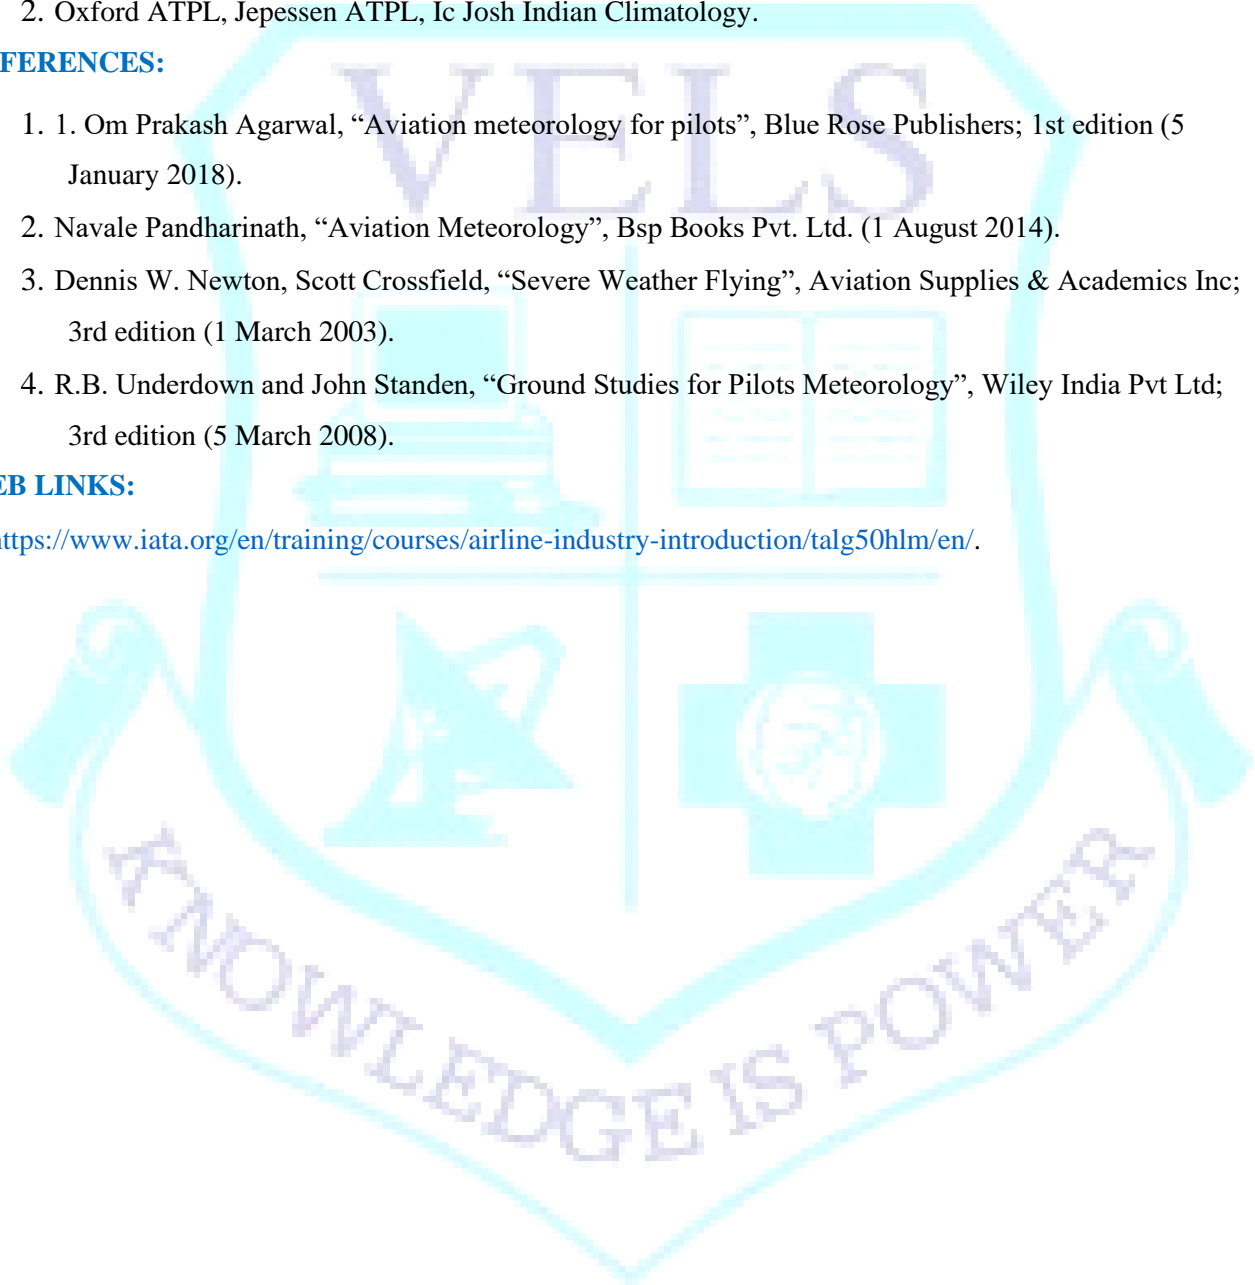 2. Oxford ATPL, Jepessen ATPL, Ic Josh Indian Climatology.
FERENCES:
1. 1. Om Prakash Agarwal, “Aviation meteorology for pilots”, Blue Rose Publishers; 1st edition (5
January 2018).
2. Navale Pandharinath, “Aviation Meteorology”, Bsp Books Pvt. Ltd. (1 August 2014).
3. Dennis W. Newton, Scott Crossfield, “Severe Weather Flying”, Aviation Supplies & Academics Inc;
3rd edition (1 March 2003).
4. R.B. Underdown and John Standen, “Ground Studies for Pilots Meteorology”, Wiley India Pvt Ltd;
3rd edition (5 March 2008).
EB LINKS:
https://www.iata.org/en/training/courses/airline-industry-introduction/talg50hlm/en/.
VELS
KNOWLEDGE IS POWER